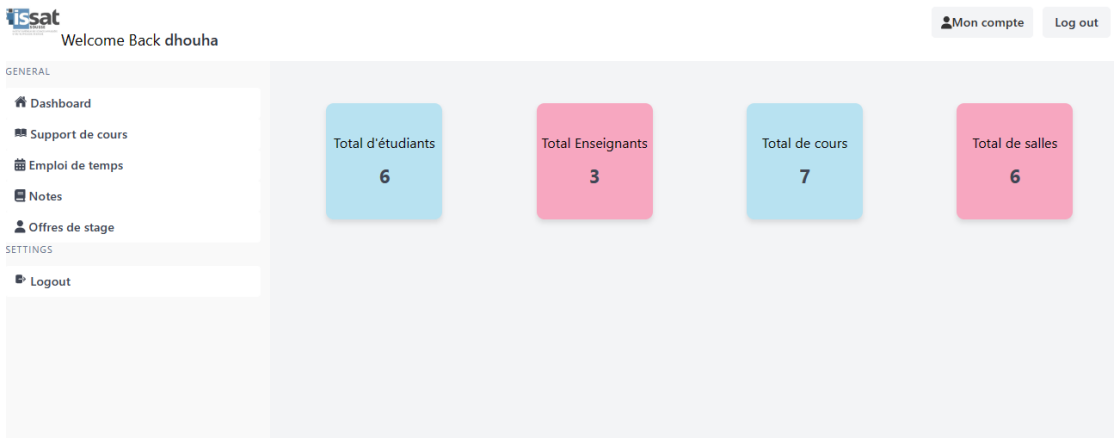 issat
Mon compte
Log out
Welcome Back dhouha
GENERAL
Dashboard
Support de cours
Emploi de temps
Notes
Offres de stage
SETTINGS
Logout
Total d'étudiants
6
Total Enseignants
3
Total de cours
7
Total de salles
6